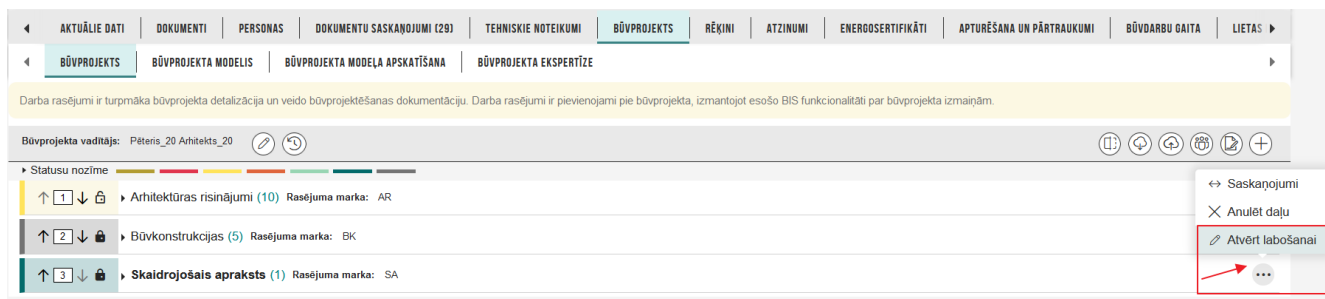 AKTUĀLIE DATI DOKUMENTI PERSONAS DOKUMENTU SASKAŅOJUMI (29) TEHNISKIE NOTEIKUMI BŪVPROJEKTS RĒĶINI ATZINUMI ENERGOSERTIFIKĀTI APTURĒŠANA UN PĀRTRAUKUMI BŪVDARBU GAITA LIETAS
BŪVPROJEKTS BŪVPROJEKTA MODELIS BŪVPROJEKTA MODEĻA APSKATĪŠANA BŪVPROJEKTA EKSPERTĪZE
Darba rasējumi ir turpmāka būvprojekta detalizācija un veido būvprojektēšanas dokumentāciju. Darba rasējumi ir pievienojami pie būvprojekta, izmantojot esošo BIS funkcionalitāti par būvprojekta izmaiņām.
Būvprojekta vadītājs: Pēteris_20 Arhitekts_20
Statusu nozīme
Saskaņojumi
1 Arhitektūras risinājumi (10) Rasējuma marka: AR
Anulēt daļu
2 Būvkonstrukcijas (5) Rasējuma marka: BK
Atvērt labošanai
3 Skaidrojošais apraksts (1) Rasējuma marka: SA